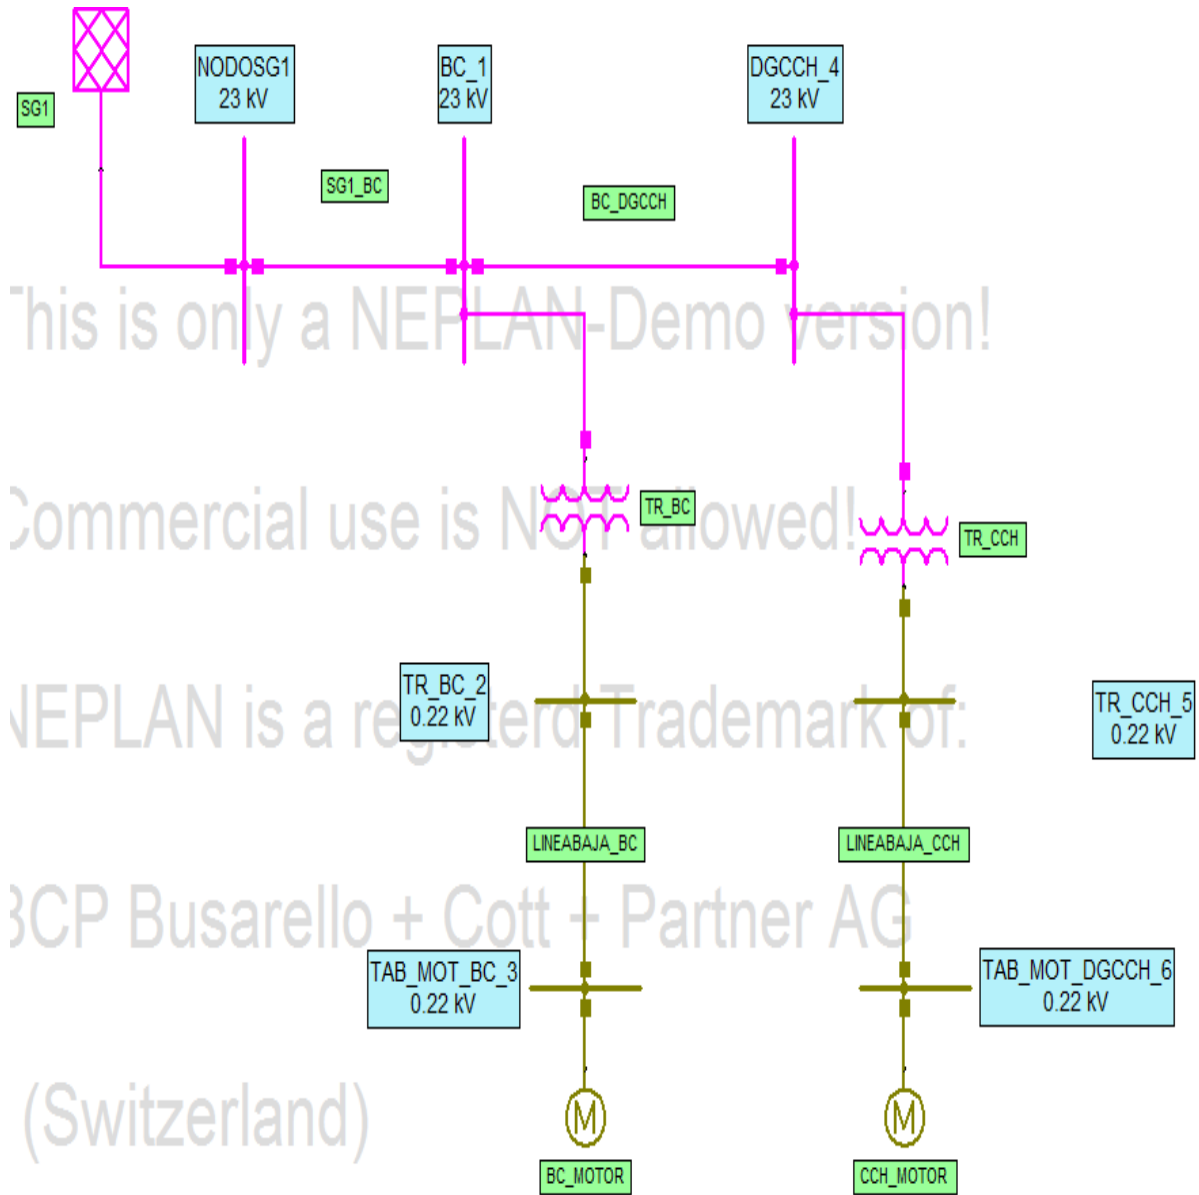 NODOSG1
23 kV
BC_1
23 kV
DGCCH_4
23 kV
SG1
SG1_BC
BC_DGCCH
This is only a NEPLAN-Demo version!
Commercial use is NOT allowed!
TR_BC
TR_CCH
TR_BC_2
0.22 kV
TR_CCH_5
0.22 kV
NEPLAN is a registerd Trademark of:
LINEABAJA_BC
LINEABAJA_CCH
BCP Busarello + Cott + Partner AG
TAB_MOT_BC_3
0.22 kV
TAB_MOT_DGCCH_6
0.22 kV
(Switzerland)
M
M
BC_MOTOR
CCH_MOTOR